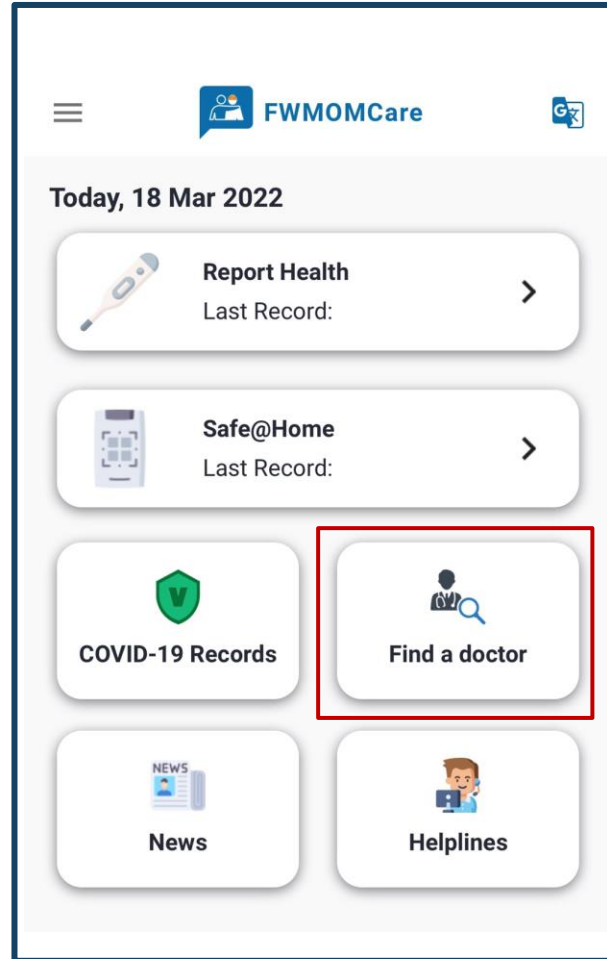 FWMOMCare
Today, 18 Mar 2022
Report Health
Last Record:
Safe@Home
Last Record:
V
COVID-19 Records
Find a doctor
NEWS
News
Helplines